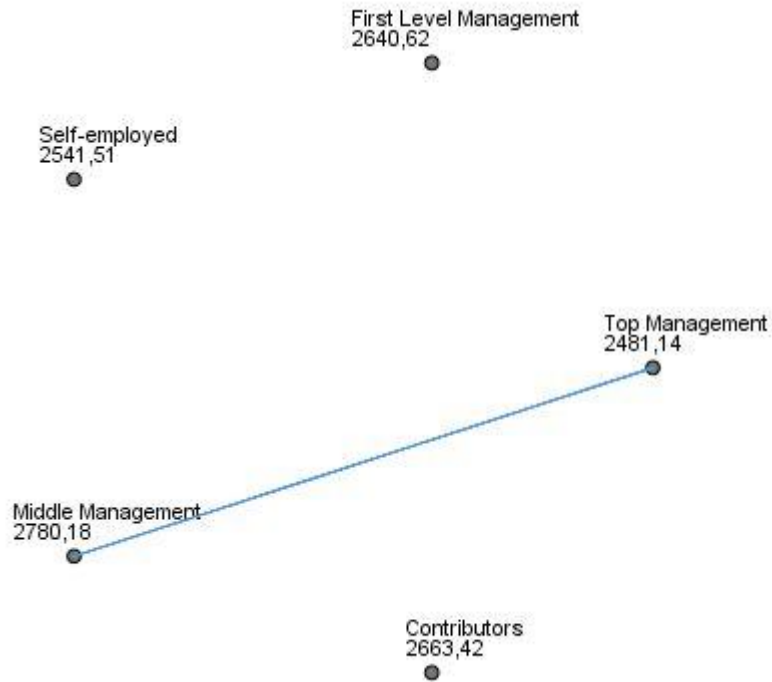 First Level Management
2640,62
Self-employed
2541,51
Top Management
2481,14
Middle Management
2780,18
Contributors
2663,42